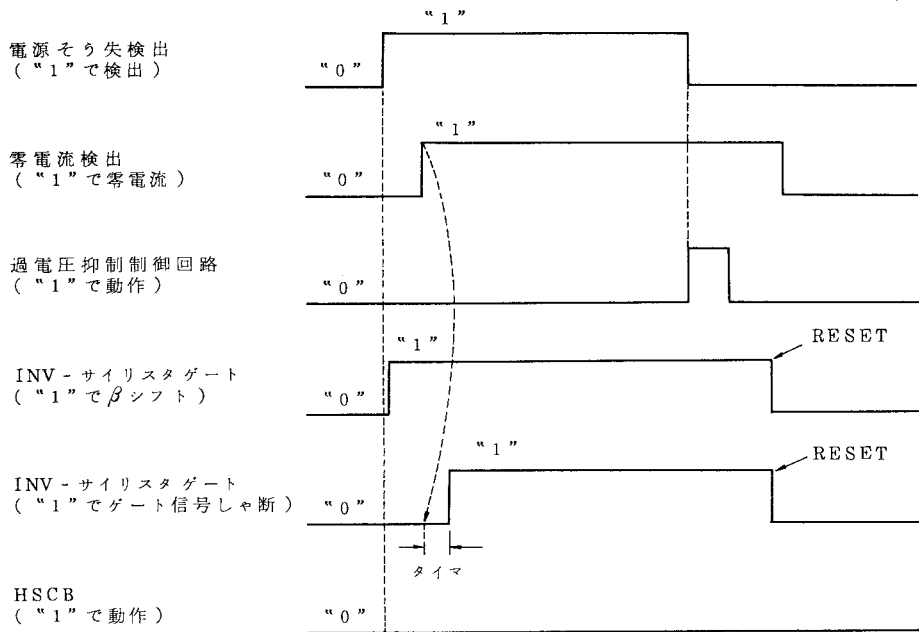 “1”
電源そう失検出
(“1”で検出)
“0”
“1”
零電流検出
(“1”で零電流)
“0”
過電圧抑制制御回路
(“1”で動作)
“0”
“1”
RESET
INV-サイリスタゲート
(“1”でβシフト)
“0”
“1”
RESET
INV-サイリスタゲート
(“1”でゲート信号しゃ断)
“0”
タイマ
HSCB
(“1”で動作)
“0”